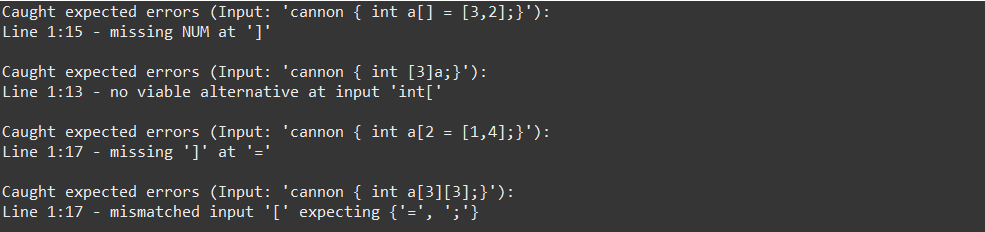 Caught expected errors (Input: 'cannon { int a[] = [3,2];}'):
Line 1:15 - missing NUM at ']'
Caught expected errors (Input: 'cannon { int [3]a;}'):
Line 1:13 - no viable alternative at input 'int['
Caught expected errors (Input: 'cannon { int a[2 = [1,4];}'):
Line 1:17 - missing ']' at '='
Caught expected errors (Input: 'cannon { int a[3][3];}'):
Line 1:17 - mismatched input '[' expecting {'=', ';'}